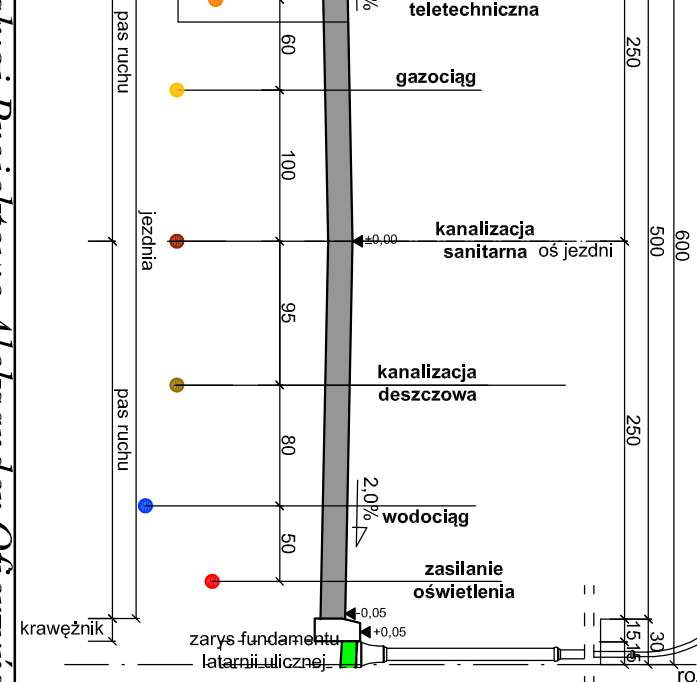 %
teletechniczna
60
pas ruchu
250
gazociąg
100
jezdnia
±0,00
kanalizacja
sanitarna
oś jezdni
500
600
95
kanalizacja
deszczowa
pas ruchu
80
250
2,0%
wodociąg
50
zasilanie
oświetlenia
-0,05
krawężnik
+0,05
zarys fundamentu
latarnii ulicznej
15
15
30